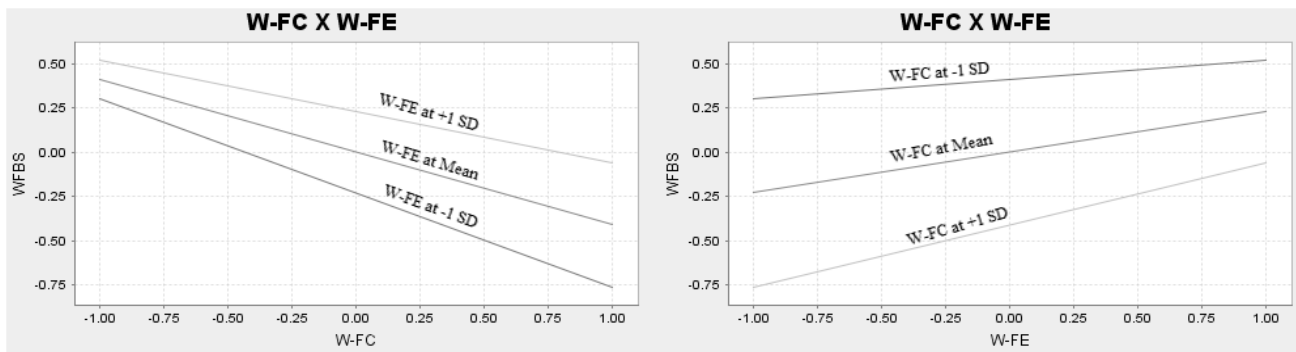 W-FC X W-FE
0.50
0.25
0.00
-0.25
-0.50
-0.75
WFBS
W-FE at +1 SD
W-FE at Mean
W-FE at -1 SD
-1.00 -0.75 -0.50 -0.25 0.00 0.25 0.50 0.75 1.00
W-FC
W-FC X W-FE
0.50
0.25
0.00
-0.25
-0.50
-0.75
WFBS
W-FC at -1 SD
W-FC at Mean
W-FC at +1 SD
-1.00 -0.75 -0.50 -0.25 0.00 0.25 0.50 0.75 1.00
W-FE